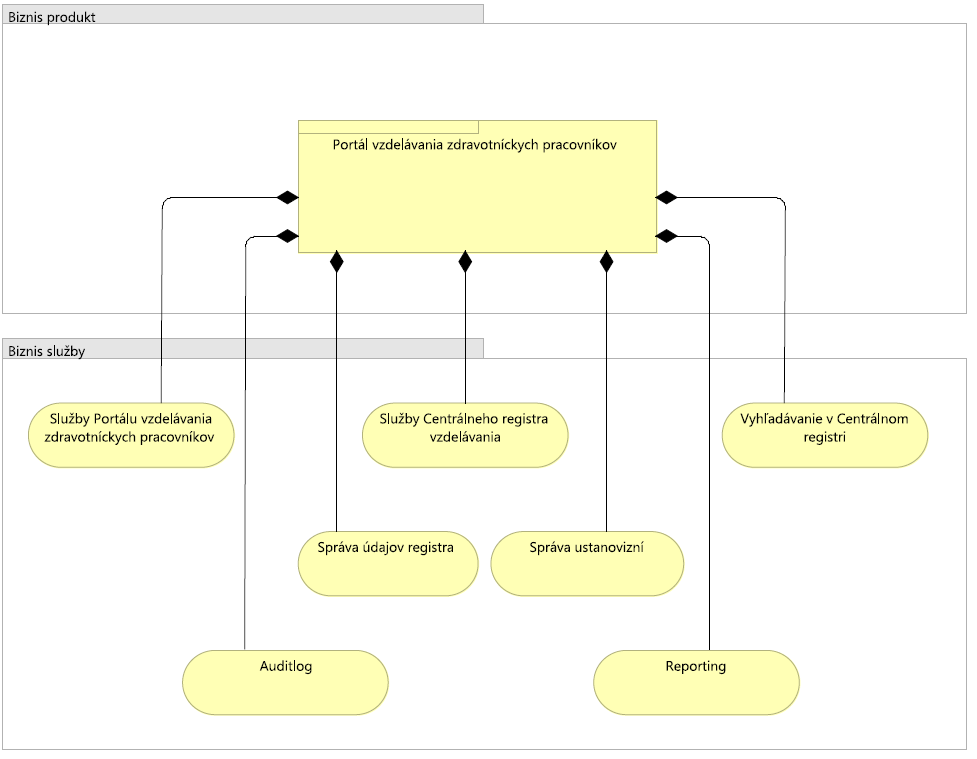 Biznis produkt
Portál vzdelávania zdravotníckych pracovníkov
Biznis služby
Služby Portálu vzdelávania
zdravotníckych pracovníkov
Služby Centrálneho registra
vzdelávania
Vyhľadávanie v Centrálnom
registri
Správa údajov registra
Správa ustanovizní
Auditlog
Reporting